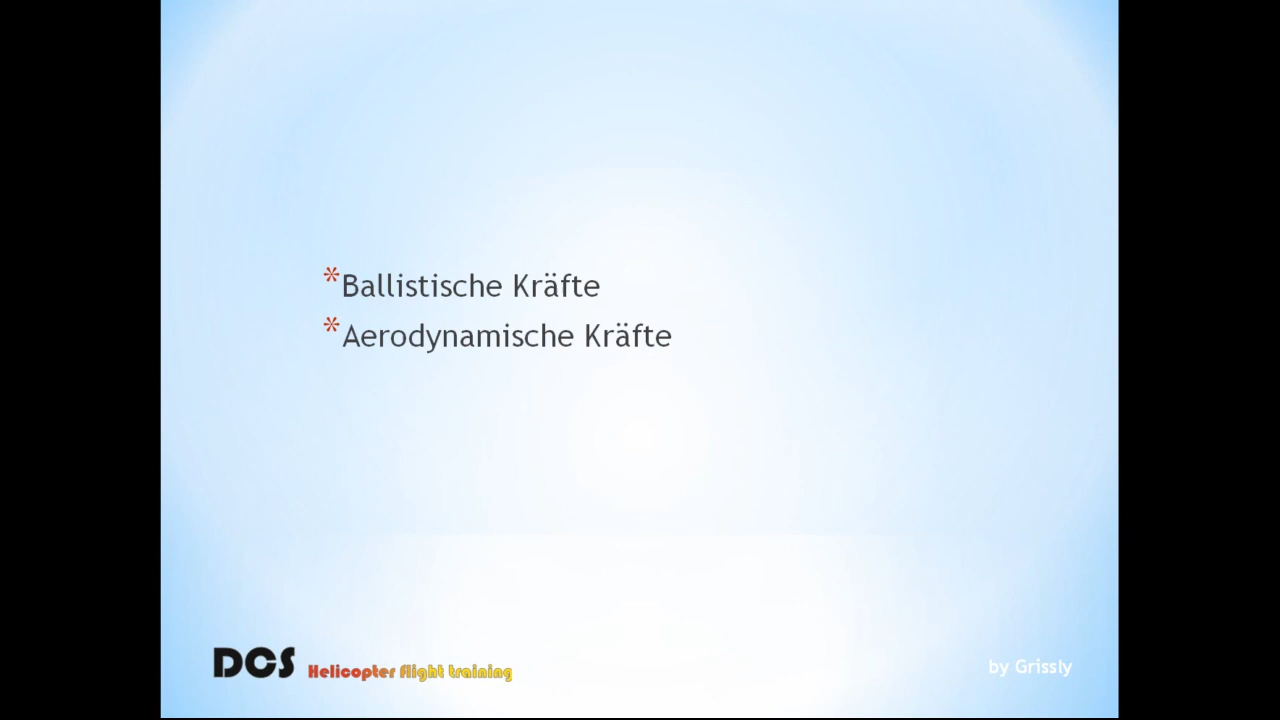 *Ballistische Kräfte
*Aerodynamische Kräfte
DCS Helicopter flight training
by Grissly